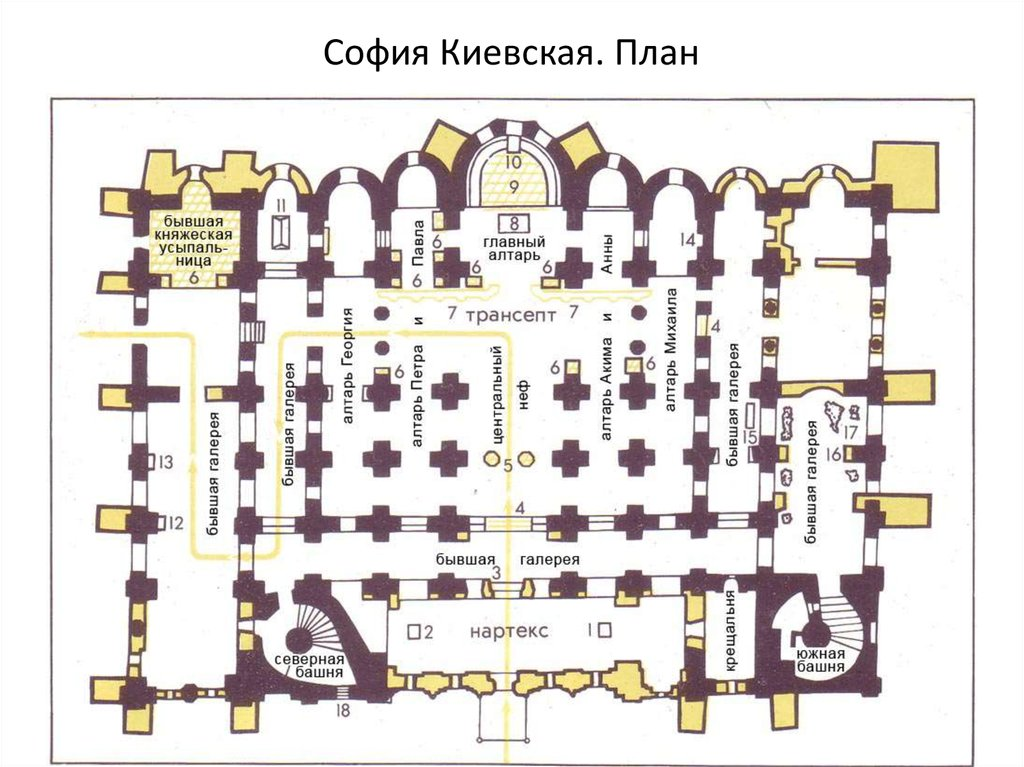 София Киевская. План
10
9
11
бывшая
княжеская
усыпаль-
ница
6
8
главный
алтарь
Павла
6
6
6
6
Анны
14
7 трансепт 7
4
алтарь Георгия
алтарь Петра и
центральный
неф
алтарь Акима и
алтарь Михаила
6
6
6
бывшая галерея
бывшая галерея
бывшая галерея
бывшая галерея
15
17
16
13
12
5
4
бывшая галерея
3
2
нартекс
1
крещальня
северная
башня
южная
башня
18